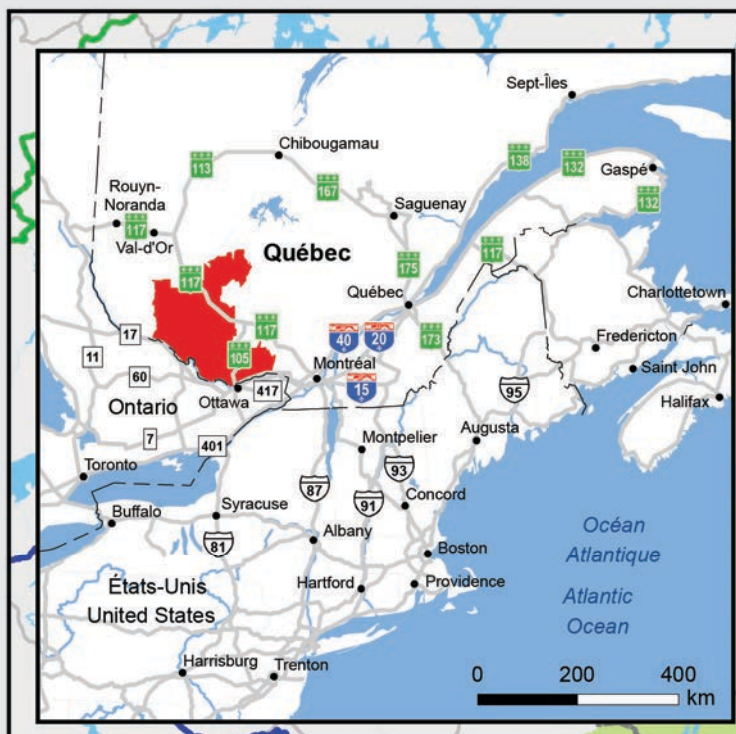 Sept-Îles
Chibougamau
138
132
Gaspé
113
167
Rouyn-
Noranda
Saguenay
132
117
Val-d'Or
Québec
117
175
117
Québec
Charlottetown
117
17
40
20
173
Fredericton
11
105
Montréal
60
Saint John
417
15
Ottawa
95
Ontario
Halifax
7
401
Augusta
Montpelier
Toronto
93
87
91
Concord
Buffalo
Syracuse
81
Albany
Océan
Atlantique
Boston
Hartford
Providence
États-Unis
United States
Atlantic
Ocean
Harrisburg
Trenton
0 200 400
km